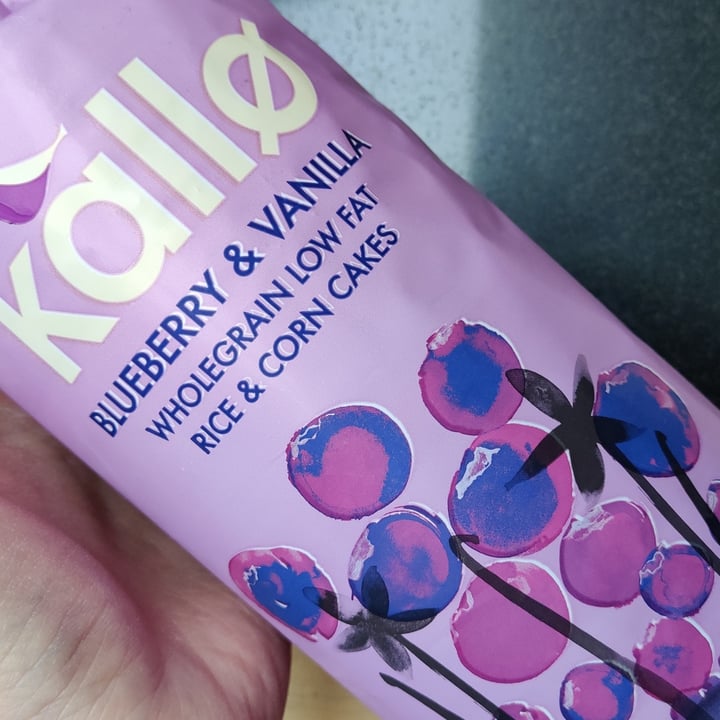 kallø
BLUEBERRY & VANILLA
WHOLEGRAIN LOW FAT
RICE & CORN CAKES